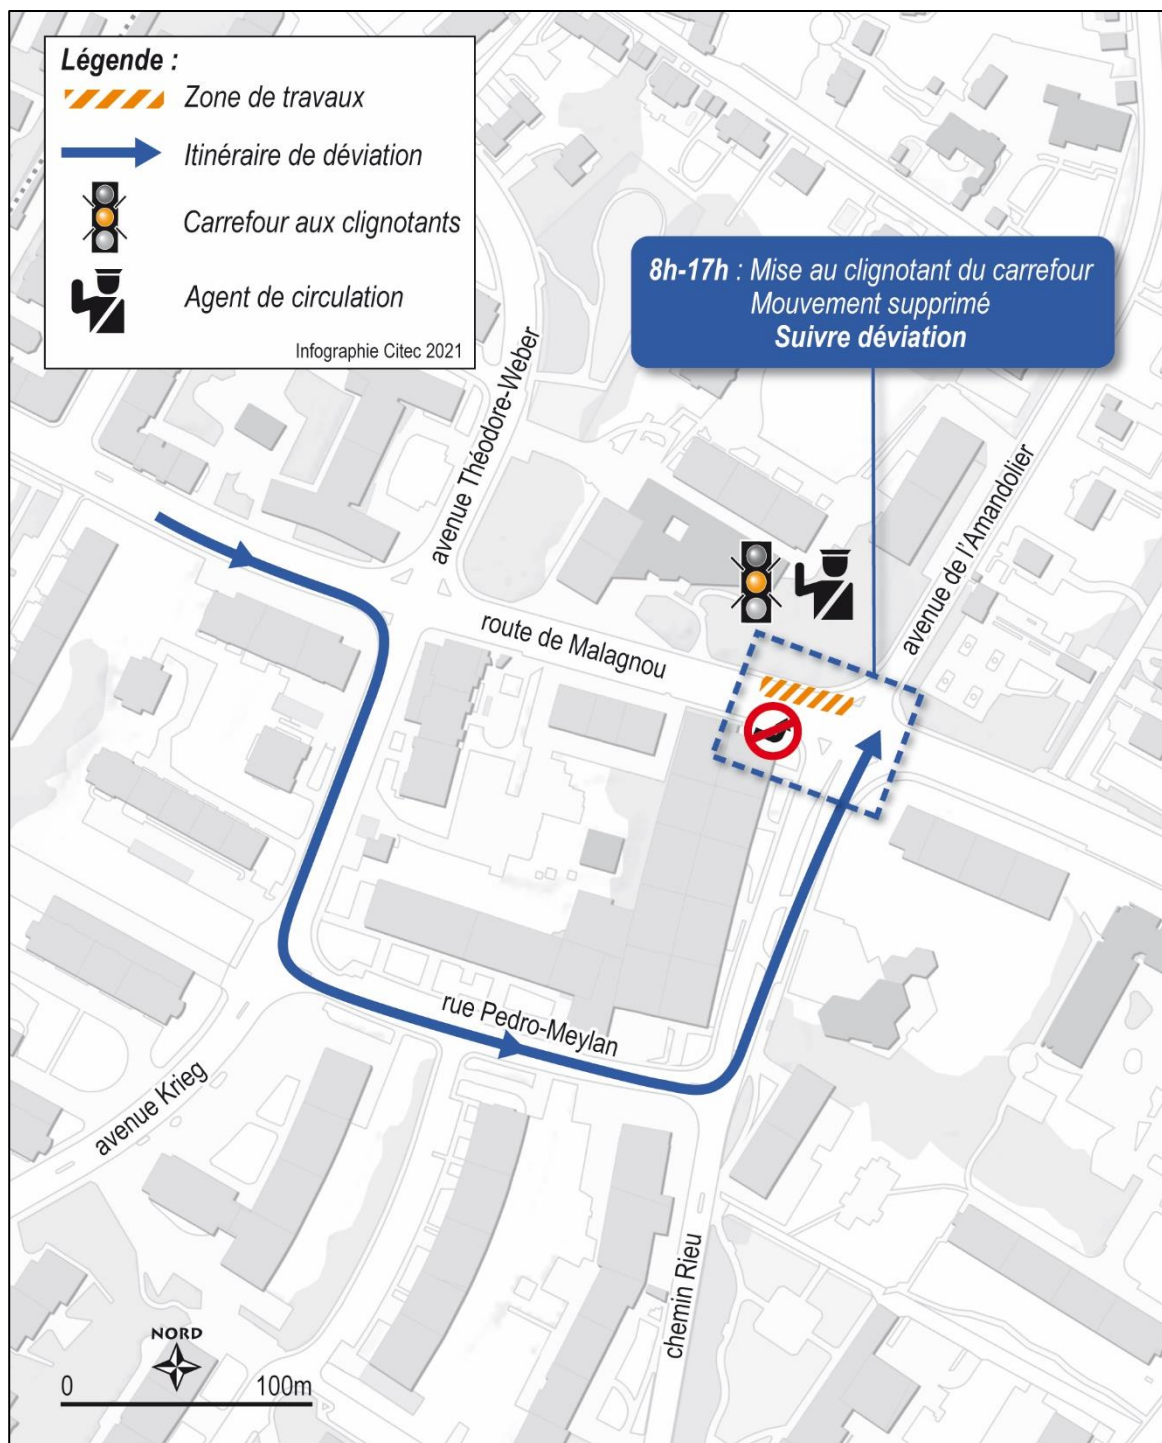 Légende :
Zone de travaux
Itinéraire de déviation
Carrefour aux clignotants
Agent de circulation
Infographie Citec 2021
8h-17h : Mise au clignotant du carrefour
Mouvement supprimé
Suivre déviation
avenue Théodore-Weber
avenue de l'Amandolier
route de Malagnou
rue Pedro-Meylan
avenue Krieg
chemin Rieu
NORD
0 100m